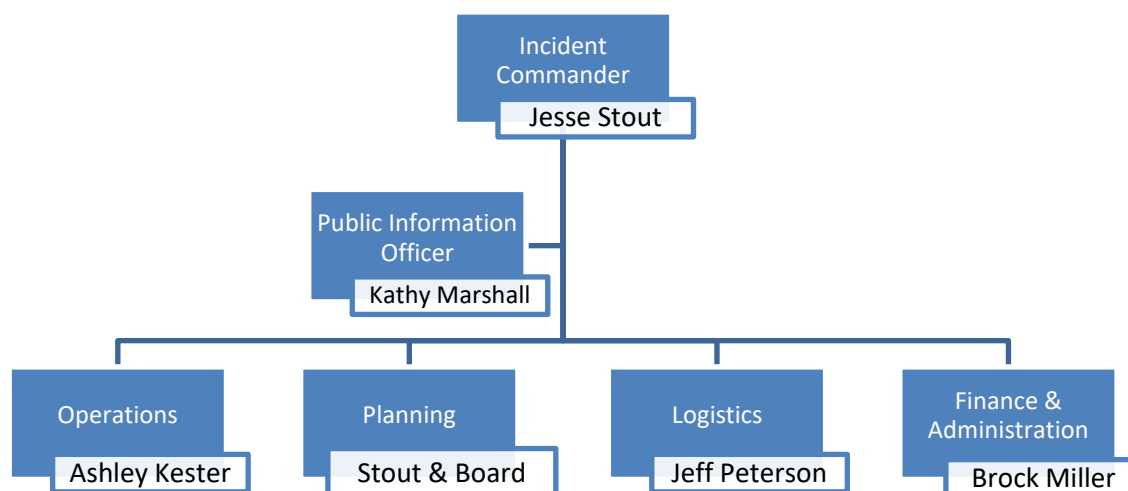 Incident
Commander
Jesse Stout
Public Information
Officer
Kathy Marshall
Operations
Ashley Kester
Planning
Stout & Board
Logistics
Jeff Peterson
Finance &
Administration
Brock Miller